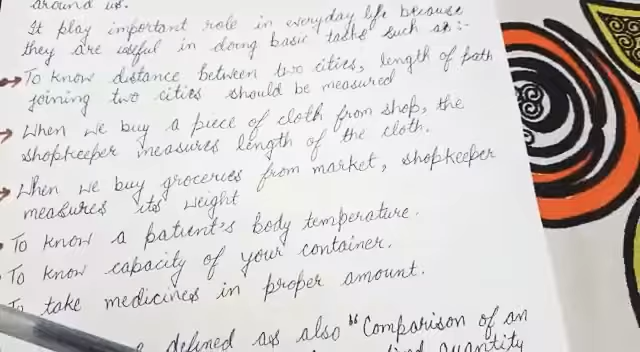 around us.
It play important role in everyday life because
they are useful in doing basic tasks such as:-
To know distance between two cities, length of path
joining two cities should be measured
When we buy a piece of cloth from shop, the
shopkeeper measures length of the cloth.
When we buy groceries from market, shopkeeper
measures its weight
To know a patient's body temperature.
To know capacity of your container.
To take medicines in proper amount.
defined as also "Comparison of an
quantity